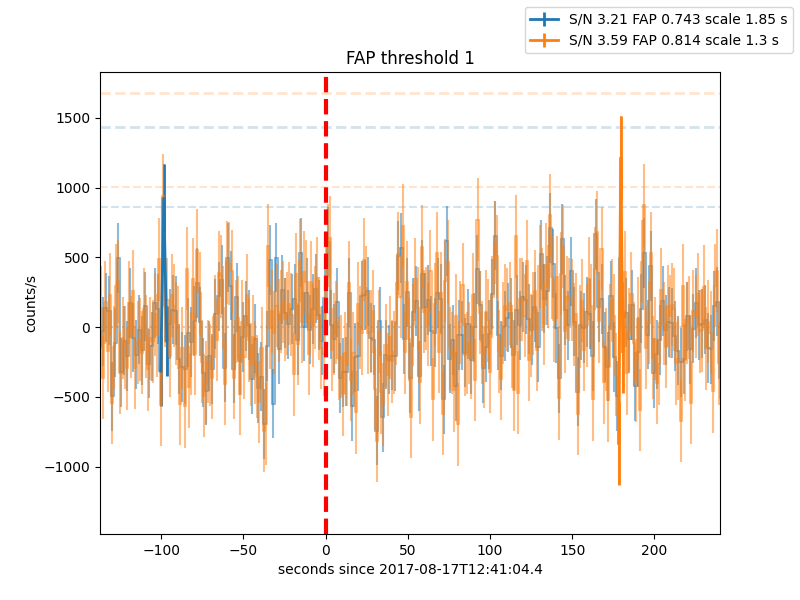 S/N 3.21 FAP 0.743 scale 1.85 s
S/N 3.59 FAP 0.814 scale 1.3 s
FAP threshold 1
counts/s
1500
1000
500
0
−500
−1000
−100
−50
0
50
100
150
200
seconds since 2017-08-17T12:41:04.4